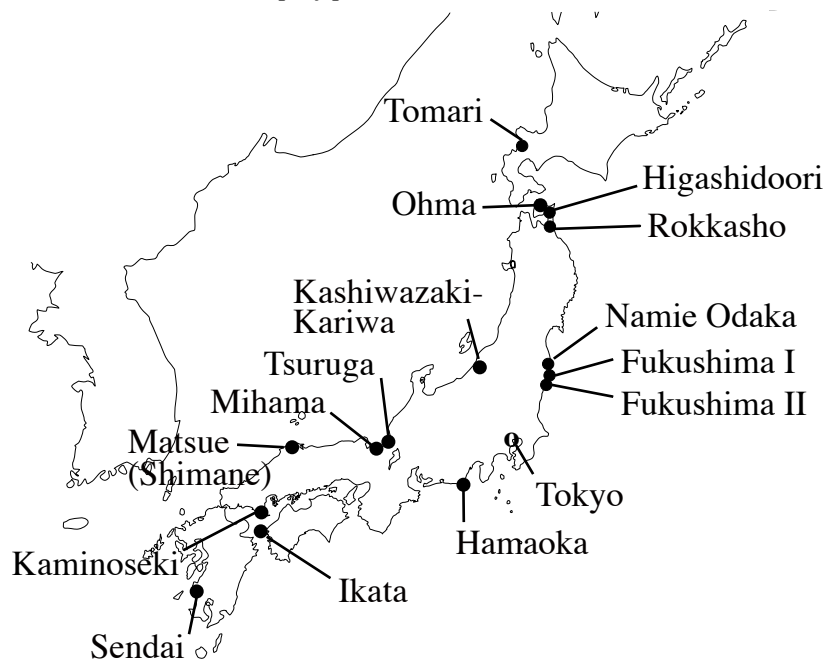 Tomari
Higashidoori
Ohma
Rokkasho
Kashiwazaki-
Kariwa
Namie Odaka
Tsuruga
Fukushima I
Mihama
Fukushima II
Matsue
(Shimane)
Tokyo
Hamaoka
Kaminoseki
Ikata
Sendai